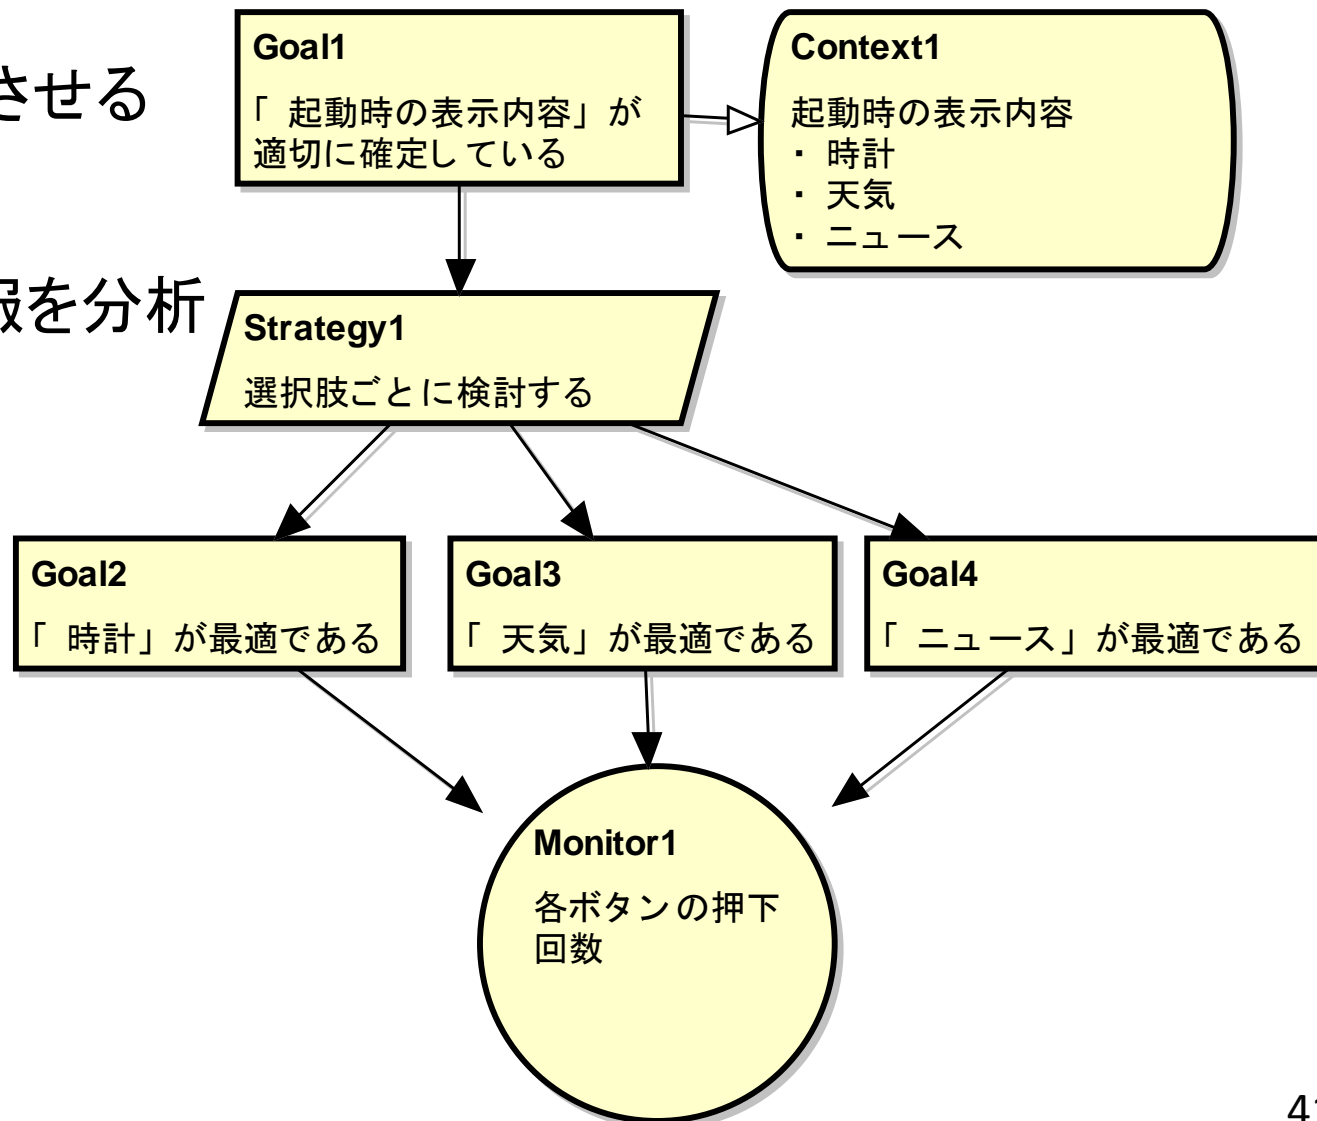 させる
報を分析
Goal1
「 起動時の表示内容」が
適切に確定している
Context1
起動時の表示内容
・ 時計
・ 天気
・ ニュース
Strategy1
選択肢ごとに検討する
Goal2
「 時計」が最適である
Goal3
「 天気」が最適である
Goal4
「 ニュース」が最適である
Monitor1
各ボタンの押下
回数